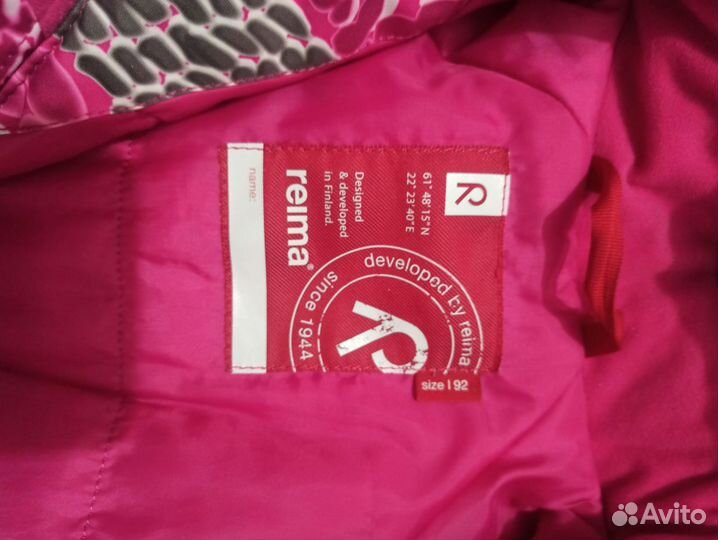 61° 48'15"N
22° 23'40"E
Designed
& developed
in Finland.
reima®
name:
developed by reima
since 1944
size | 92
Avito